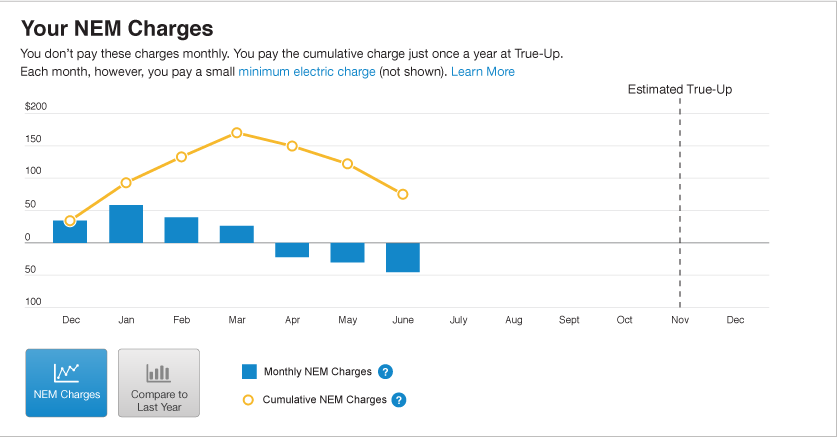 Your NEM Charges
You don't pay these charges monthly. You pay the cumulative charge just once a year at True-Up.
Each month, however, you pay a small minimum electric charge (not shown). Learn More
Estimated True-Up
$200
150
100
50
0
50
100
Dec Jan Feb Mar Apr May June July Aug Sept Oct Nov Dec
NEM Charges
Compare to
Last Year
Monthly NEM Charges ?
Cumulative NEM Charges ?